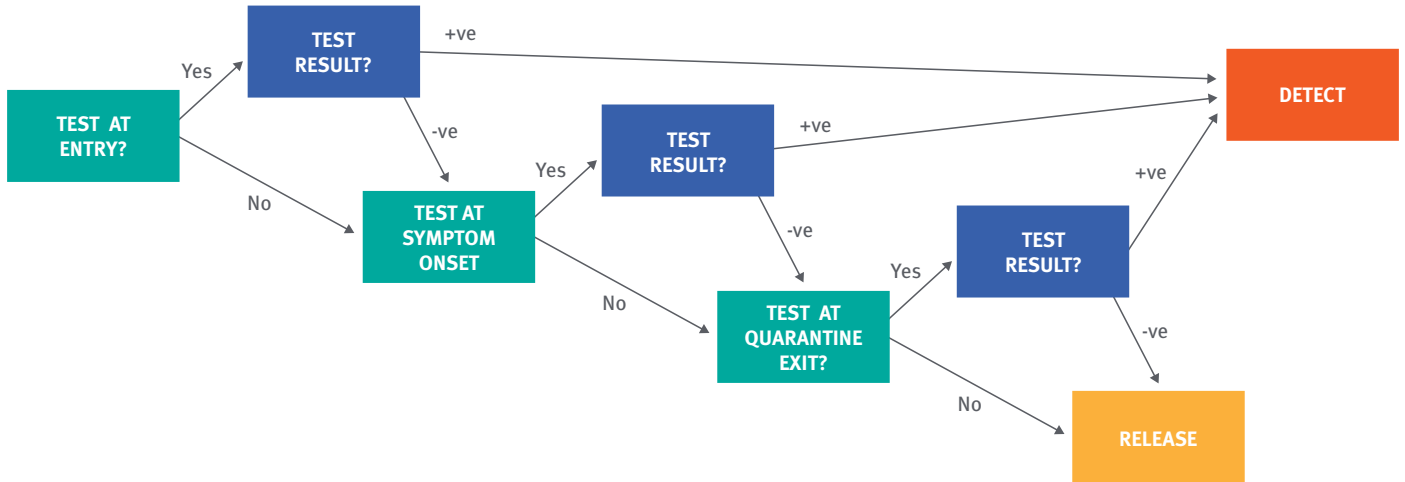 TEST AT
ENTRY?
Yes
No
TEST
RESULT?
+ve
-ve
TEST AT
SYMPTOM
ONSET
Yes
No
TEST
RESULT?
+ve
-ve
TEST AT
QUARANTINE
EXIT?
Yes
No
TEST
RESULT?
+ve
-ve
DETECT
RELEASE